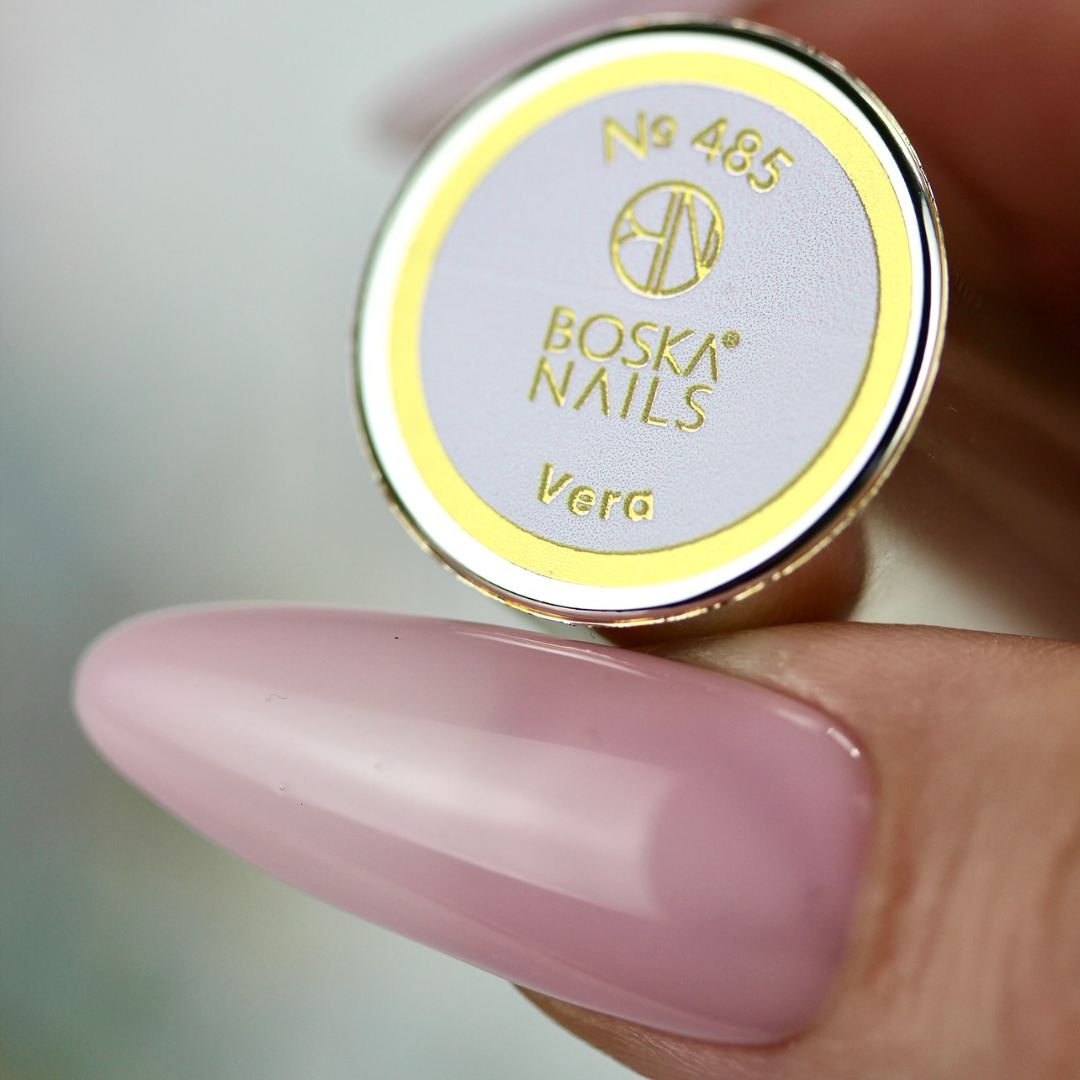 № 485
BOSKA®
NAILS
Vera